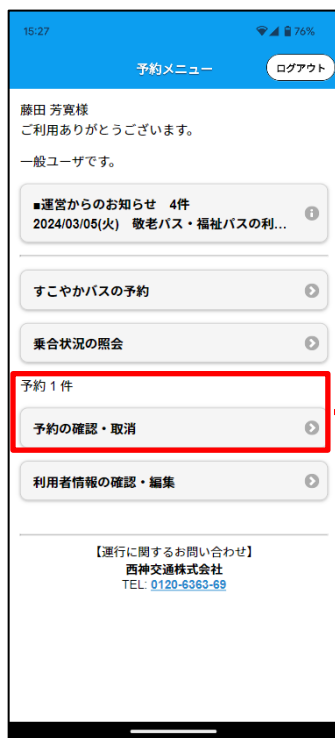 15:27 76%
予約メニュー ログアウト
藤田 芳寛様
ご利用ありがとうございます。
一般ユーザです。
■運営からのお知らせ 4件
2024/03/05(火) 敬老パス・福祉パスの利...
すこやかバスの予約
乗合状況の照会
予約 1 件
予約の確認・取消
利用者情報の確認・編集
【運行に関するお問い合わせ】
西神交通株式会社
TEL: 0120-6363-69